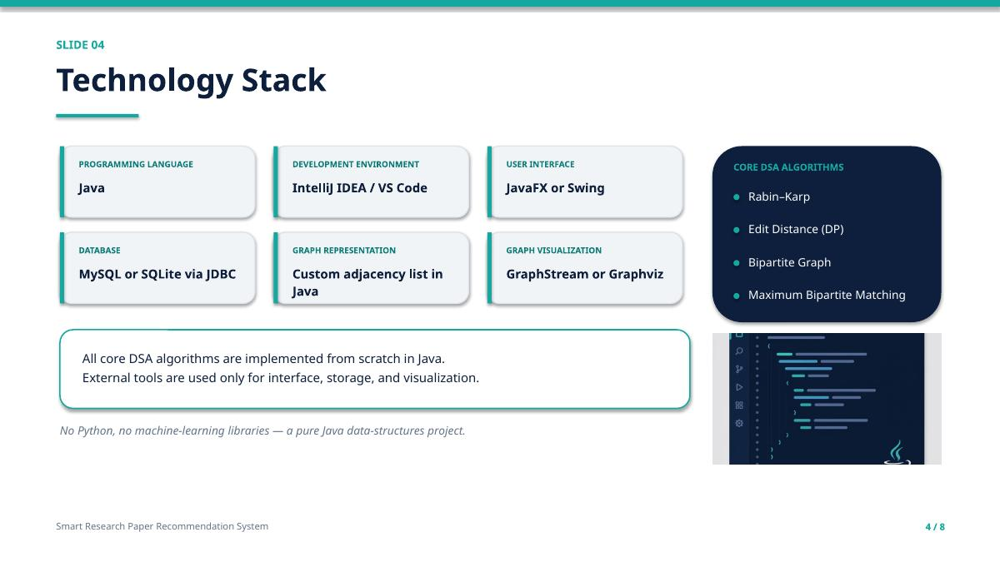 SLIDE 04
Technology Stack
PROGRAMMING LANGUAGE
Java
DEVELOPMENT ENVIRONMENT
IntelliJ IDEA / VS Code
USER INTERFACE
JavaFX or Swing
DATABASE
MySQL or SQLite via JDBC
GRAPH REPRESENTATION
Custom adjacency list in
Java
GRAPH VISUALIZATION
GraphStream or Graphviz
All core DSA algorithms are implemented from scratch in Java.
External tools are used only for interface, storage, and visualization.
No Python, no machine-learning libraries — a pure Java data-structures project.
CORE DSA ALGORITHMS
Rabin–Karp
Edit Distance (DP)
Bipartite Graph
Maximum Bipartite Matching
Smart Research Paper Recommendation System
4 / 8